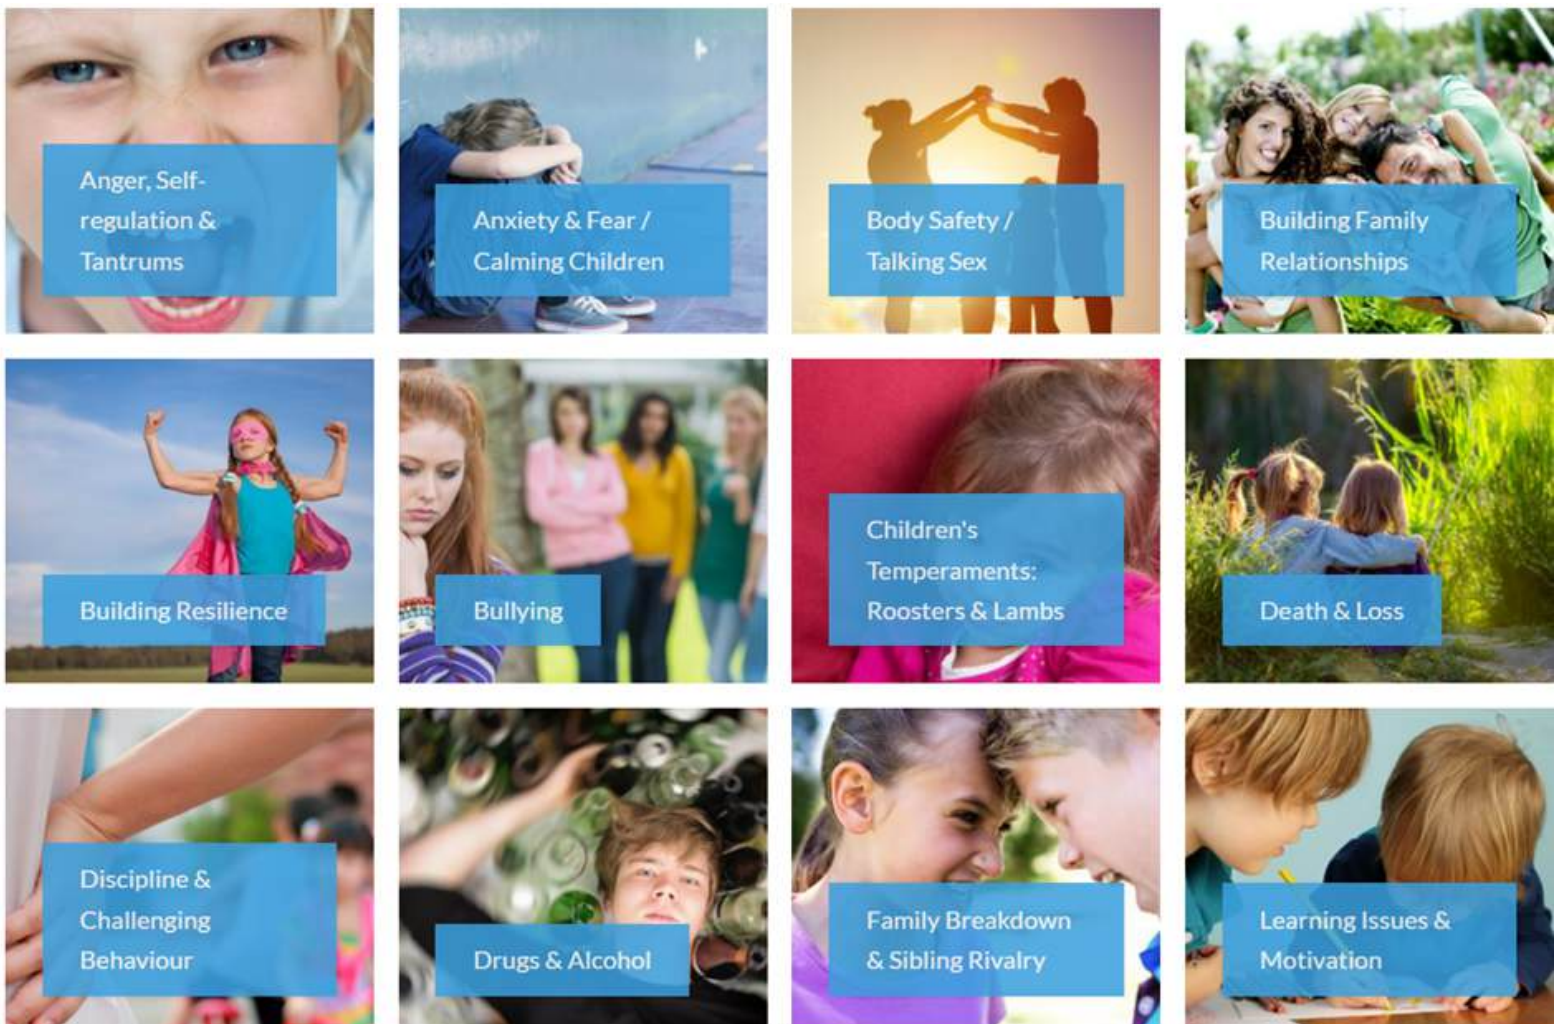 Anger, Self-
regulation &
Tantrums
Anxiety & Fear /
Calming Children
Body Safety /
Talking Sex
Building Family
Relationships
Building Resilience
Bullying
Children's
Temperaments:
Roosters & Lambs
Death & Loss
Discipline &
Challenging
Behaviour
Drugs & Alcohol
Family Breakdown
& Sibling Rivalry
Learning Issues &
Motivation